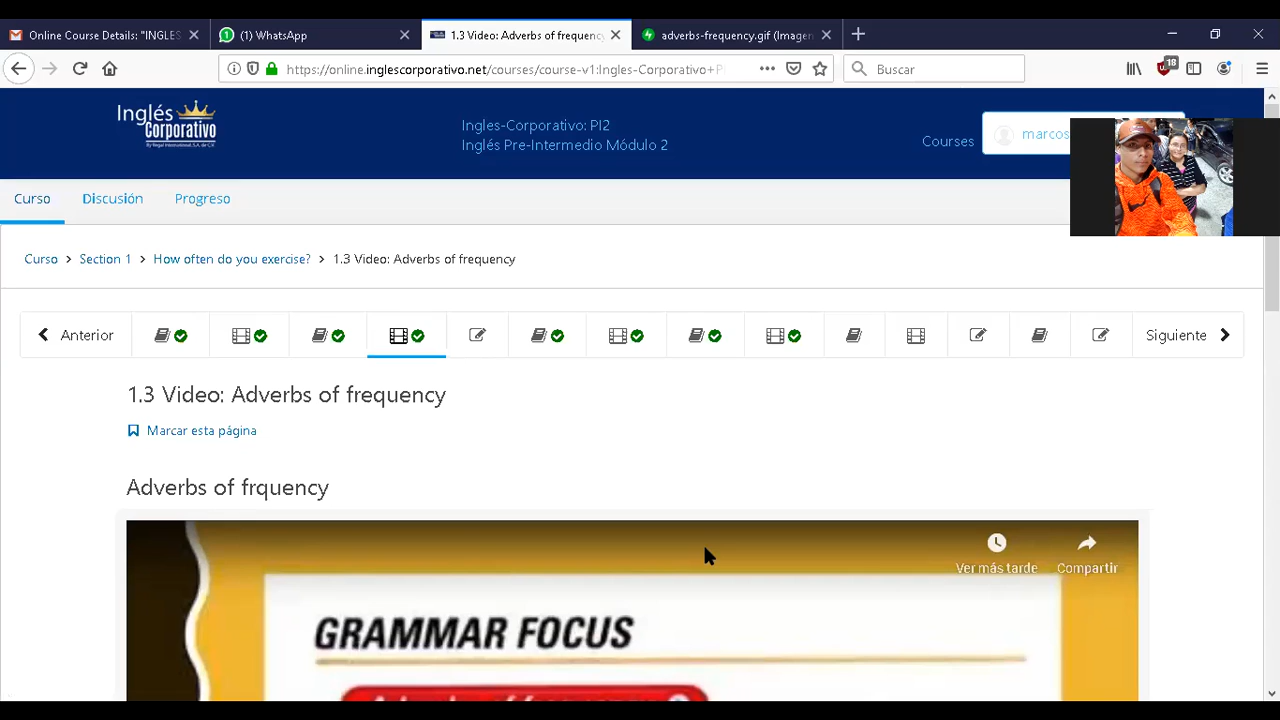 Online Course Details: "INGLES
(1) WhatsApp
1.3 Video: Adverbs of frequency
adverbs-frequency.gif (Imagen
https://online.inglescorporativo.net/courses/course-v1:Ingles-Corporativo+P
Buscar
18
Inglés
Corporativo
Ingles-Corporativo: PI2
Inglés Pre-Intermedio Módulo 2
Courses
marcos
Curso
Discusión
Progreso
Curso > Section 1 > How often do you exercise? > 1.3 Video: Adverbs of frequency
Anterior
Siguiente
1.3 Video: Adverbs of frequency
Marcar esta página
Adverbs of frquency
Ver más tarde
Compartir
GRAMMAR FOCUS